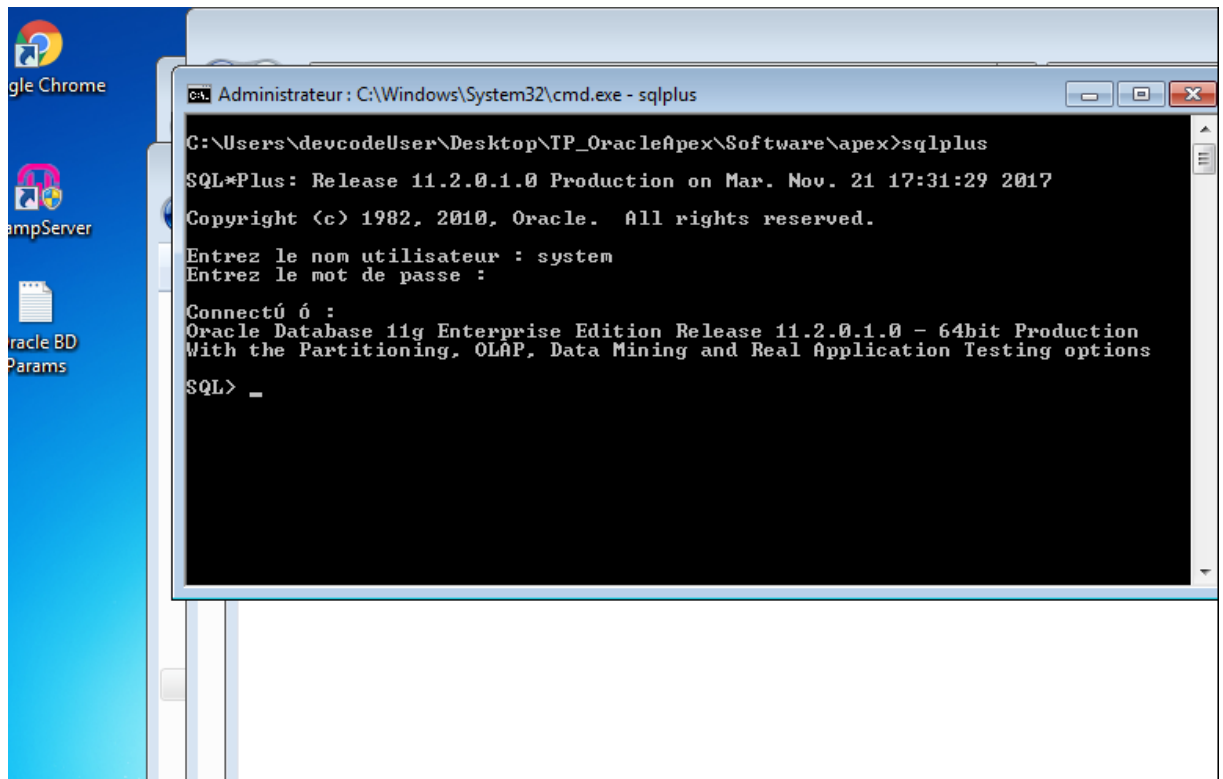 gle Chrome
ampServer
racle BD
Params
Administrateur : C:\Windows\System32\cmd.exe - sqlplus
C:\Users\devcodeUser\Desktop\TP_OracleApex\Software\apex>sqlplus
SQL*Plus: Release 11.2.0.1.0 Production on Mar. Nov. 21 17:31:29 2017
Copyright (c) 1982, 2010, Oracle.  All rights reserved.
Entrez le nom utilisateur : system
Entrez le mot de passe :
ConnectÚ ó :
Oracle Database 11g Enterprise Edition Release 11.2.0.1.0 - 64bit Production
With the Partitioning, OLAP, Data Mining and Real Application Testing options
SQL> _